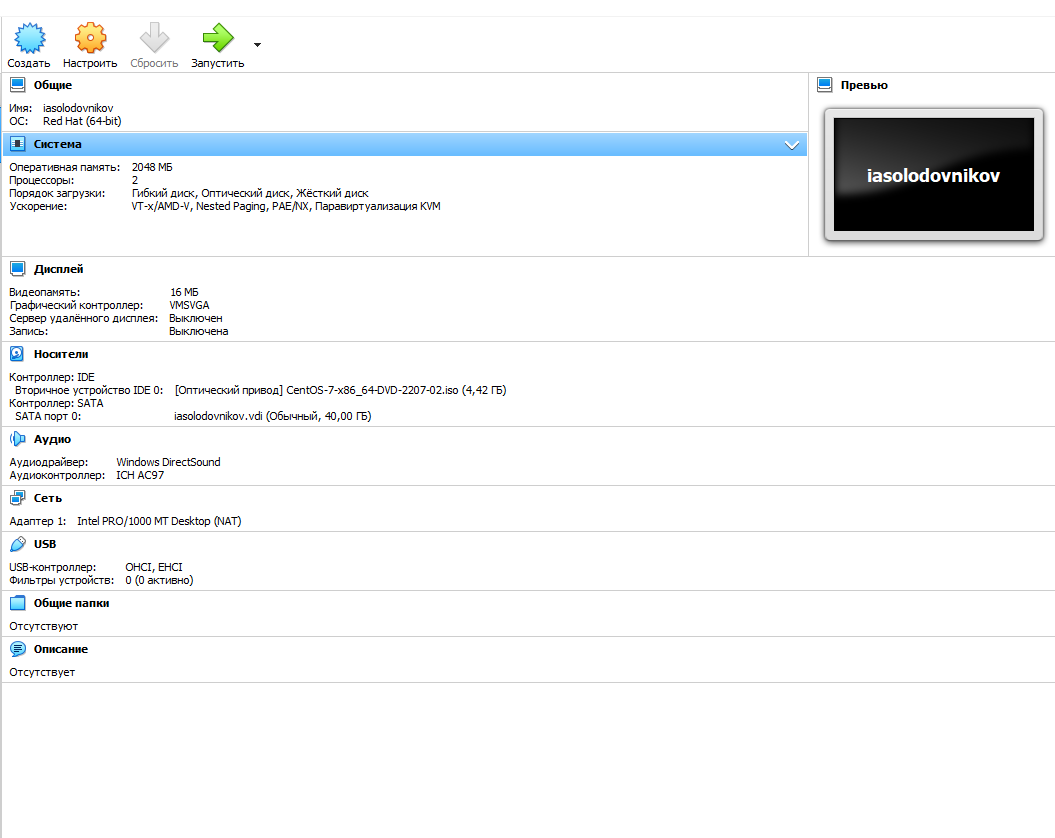 Создать Настроить Сбросить Запустить
Общие
Имя: iasolodovnikov
ОС: Red Hat (64-bit)
Система
Оперативная память: 2048 МБ
Процессоры: 2
Порядок загрузки: Гибкий диск, Оптический диск, Жёсткий диск
Ускорение: VT-x/AMD-V, Nested Paging, PAE/NX, Паравиртуализация KVM
Превью
iasolodovnikov
Дисплей
Видеопамять: 16 МБ
Графический контроллер: VMSVGA
Сервер удалённого дисплея: Выключен
Запись: Выключена
Носители
Контроллер: IDE
Вторичное устройство IDE 0: [Оптический привод] CentOS-7-x86_64-DVD-2207-02.iso (4,42 ГБ)
Контроллер: SATA
SATA порт 0: iasolodovnikov.vdi (Обычный, 40,00 ГБ)
Аудио
Аудиодрайвер: Windows DirectSound
Аудиоконтроллер: ICH AC97
Сеть
Адаптер 1: Intel PRO/1000 MT Desktop (NAT)
USB
USB-контроллер: OHCI, EHCI
Фильтры устройств: 0 (0 активно)
Общие папки
Отсутствуют
Описание
Отсутствует